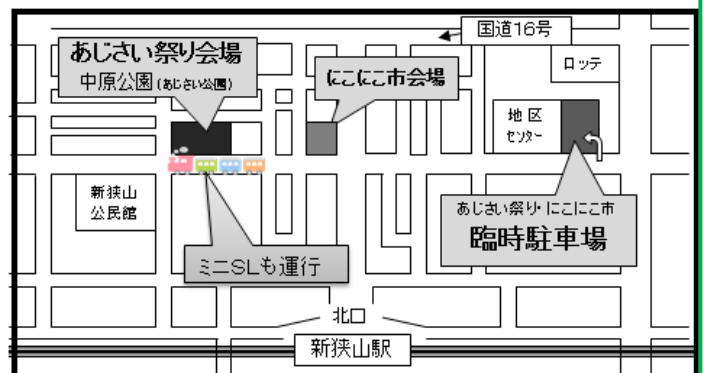 国道16号
あじさい祭り会場
中原公園(あじさい公園)
にこにこ市会場
ロッテ
地区
センター
新狭山
公民館
あじさい祭り・にこにこ市
臨時駐車場
ミニSLも運行
北口
新狭山駅